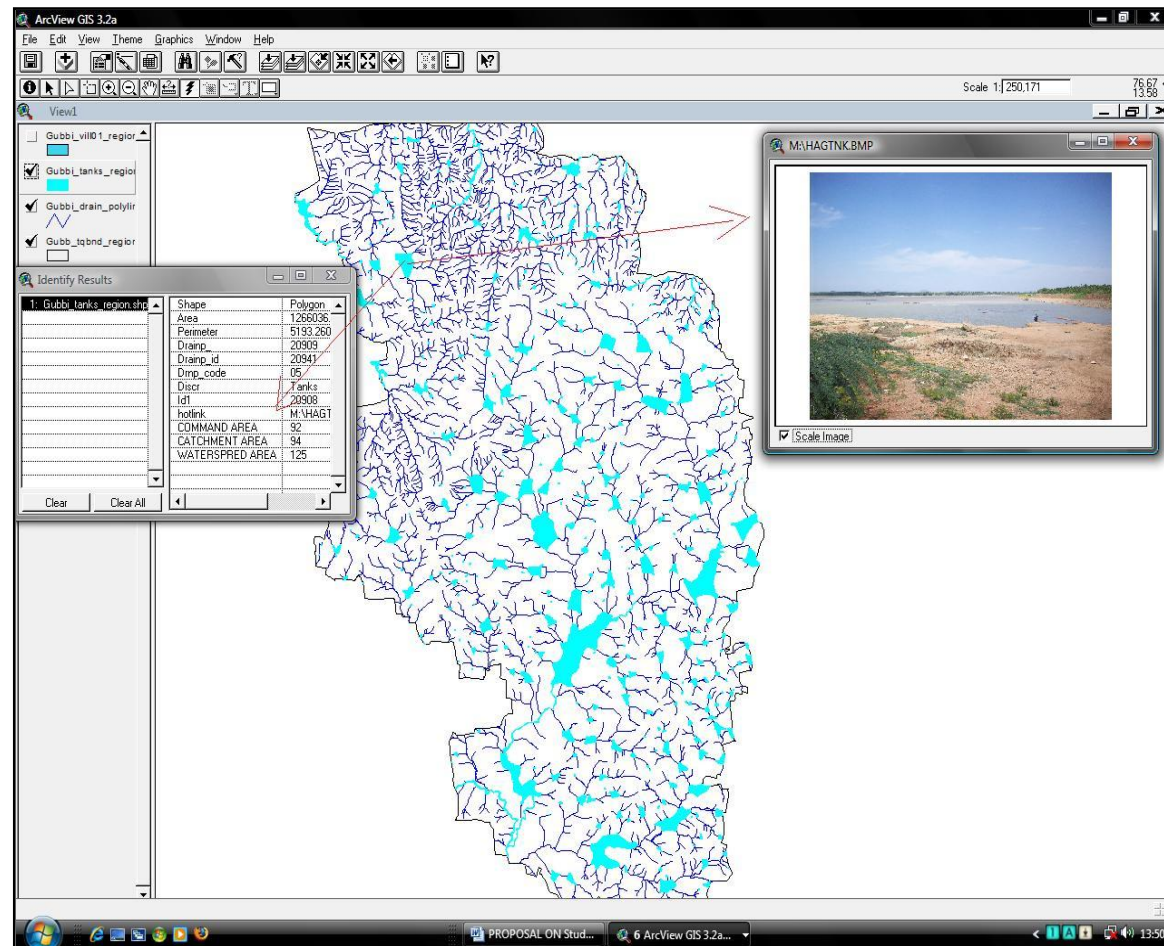 ArcView GIS 3.2a
File Edit View Theme Graphics Window Help
Scale 1: 250,171
76.67
13.58
View1
Gubbi_vill01_region
Gubbi_tanks_region
Gubbi_drain_polylin
Gubb_tqbnd_region
Identify Results
1: Gubbi_tanks_region.shp
Shape Polygon
Area 1266036.
Perimeter 5193.260
Drainp_ 20909
Drainp_id 20941
Drnp_code 05
Discr Tanks
Id1 20908
hotlink M:\HAGT
COMMAND AREA 92
CATCHMENT AREA 94
WATERSPRED AREA 125
Clear Clear All
M:\HAGTNK.BMP
Scale Image
PROPOSAL ON Stud... 6 ArcView GIS 3.2a...
13:50